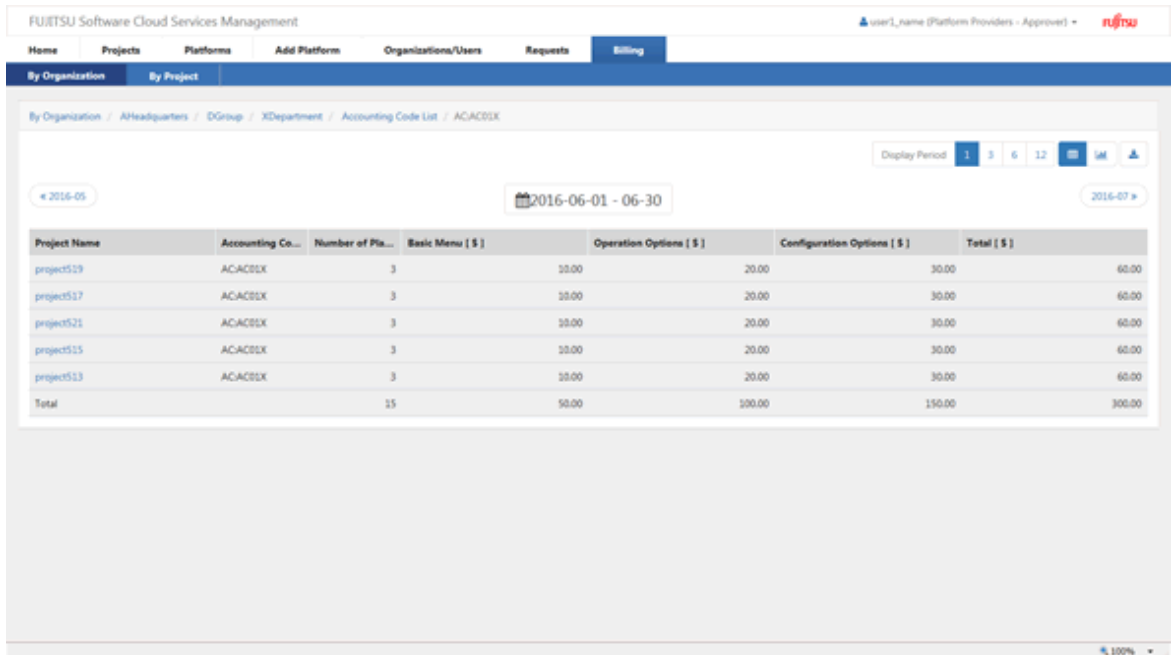 FUJITSU Software Cloud Services Management user1_name (Platform Providers - Approver) FUJITSU
Home Projects Platforms Add Platform Organizations/Users Requests Billing
By Organization By Project
By Organization / AHeadquarters / DGroup / XDepartment / Accounting Code List / AC:AC01X
Display Period 1 3 6 12
« 2016-05 2016-06-01 - 06-30 2016-07 »
Project Name Accounting Co... Number of Pla... Basic Menu [ $ ] Operation Options [ $ ] Configuration Options [ $ ] Total [ $ ]
project519 AC:AC01X 3 10.00 20.00 30.00 60.00
project517 AC:AC01X 3 10.00 20.00 30.00 60.00
project521 AC:AC01X 3 10.00 20.00 30.00 60.00
project515 AC:AC01X 3 10.00 20.00 30.00 60.00
project513 AC:AC01X 3 10.00 20.00 30.00 60.00
Total 15 50.00 100.00 150.00 300.00
100%